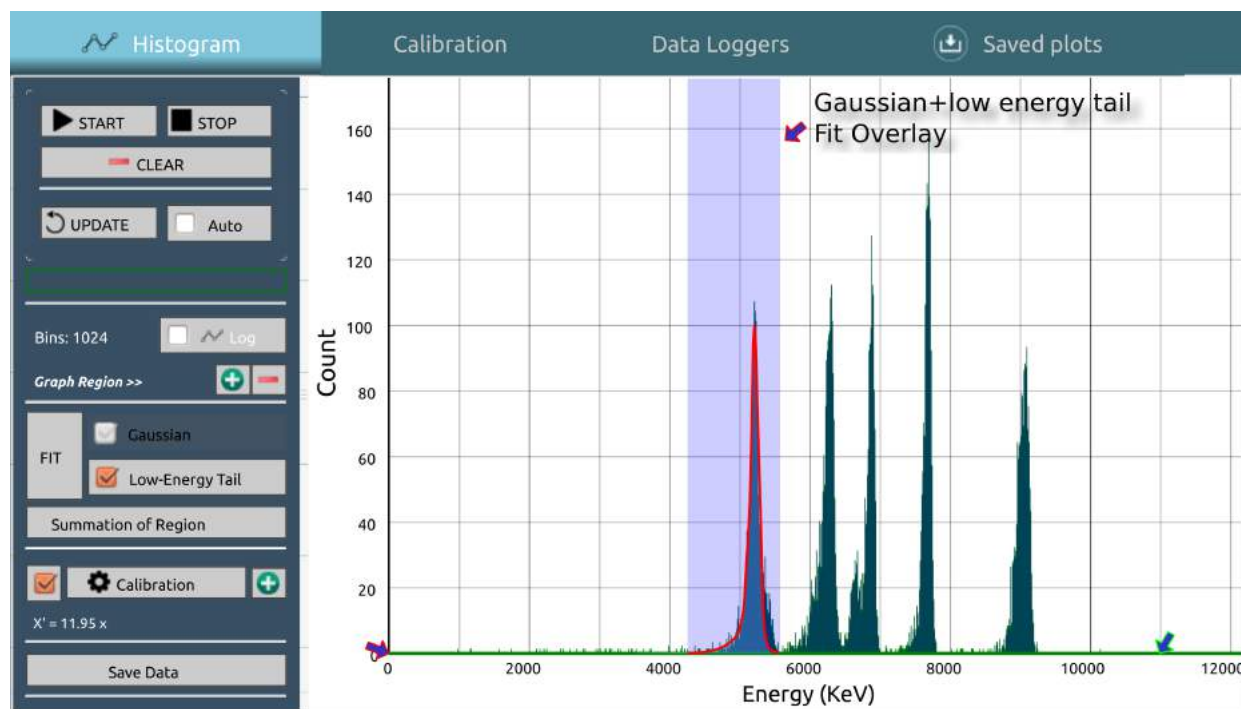 Histogram
Calibration
Data Loggers
Saved plots
START
STOP
CLEAR
UPDATE
Auto
Bins: 1024
Log
Graph Region >>
FIT
Gaussian
Low-Energy Tail
Summation of Region
Calibration
X' = 11.95 x
Save Data
Gaussian+low energy tail
Fit Overlay
Count
160
140
120
100
80
60
40
20
0
0
2000
4000
6000
8000
10000
12000
Energy (KeV)